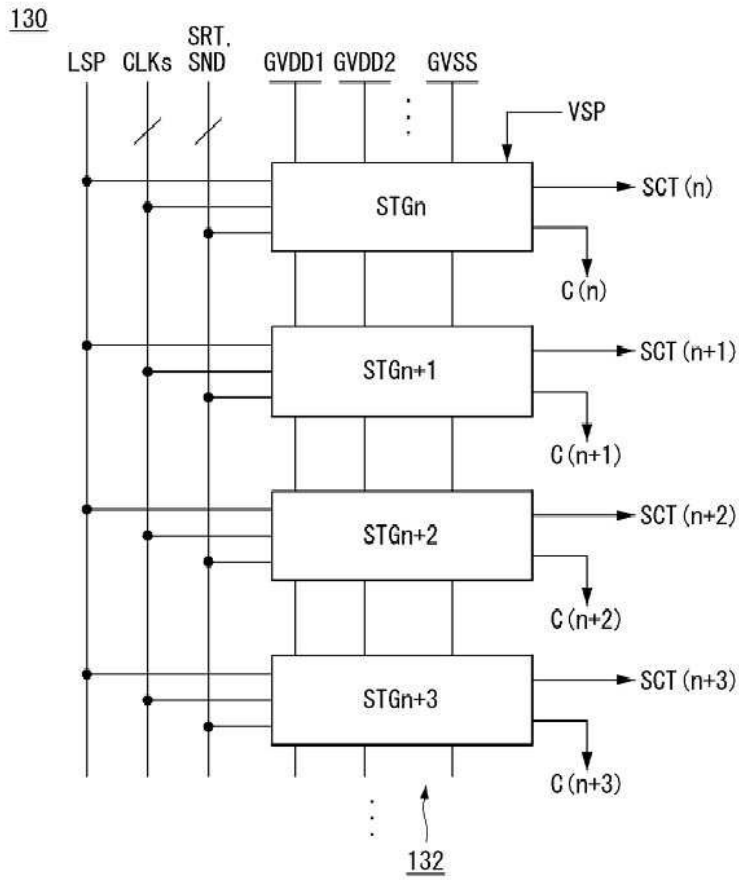 130
SRT,
LSP CLKs SND GVDD1 GVDD2 GVSS
VSP
STGn
SCT(n)
C(n)
STGn+1
SCT(n+1)
C(n+1)
STGn+2
SCT(n+2)
C(n+2)
STGn+3
SCT(n+3)
C(n+3)
132